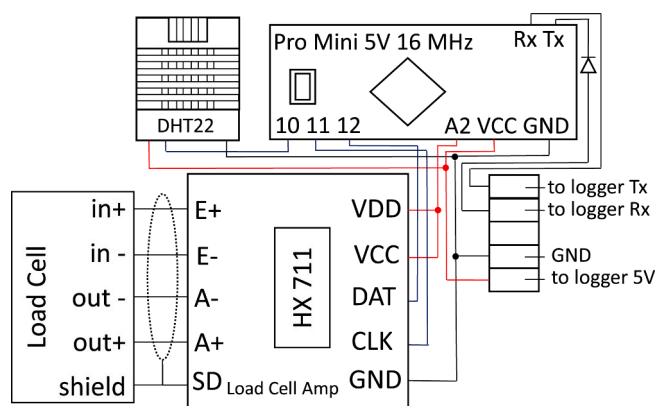 Pro Mini 5V 16 MHz
Rx Tx
DHT22
10 11 12
A2 VCC GND
to logger Tx
to logger Rx
GND
to logger 5V
Load Cell
in+
in -
out -
out+
shield
E+
E-
A-
A+
SD
HX 711
Load Cell Amp
VDD
VCC
DAT
CLK
GND